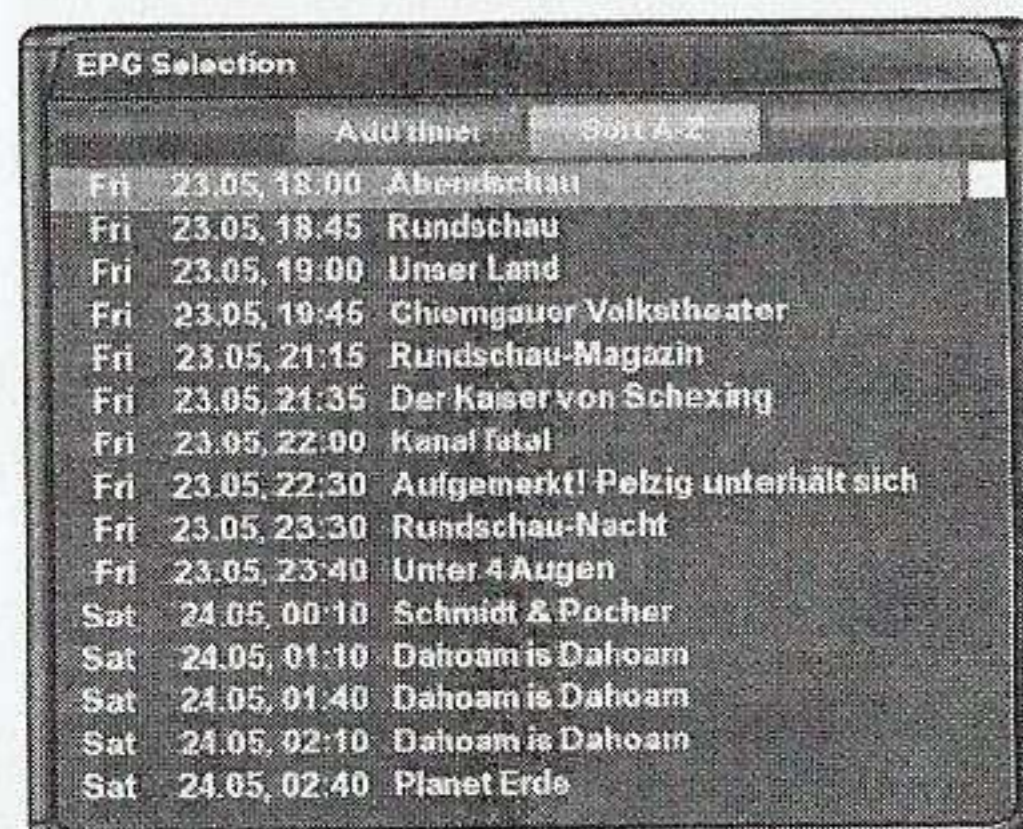 EPG Selection
Add timer Sort A-Z
Fri 23.05, 18:00 Abendschau
Fri 23.05, 18:45 Rundschau
Fri 23.05, 19:00 Unser Land
Fri 23.05, 19:45 Chiemgauer Volkstheater
Fri 23.05, 21:15 Rundschau-Magazin
Fri 23.05, 21:35 Der Kaiser von Schexing
Fri 23.05, 22:00 Kanal fatal
Fri 23.05, 22:30 Aufgemerkt! Pelzig unterhält sich
Fri 23.05, 23:30 Rundschau-Nacht
Fri 23.05, 23:40 Unter 4 Augen
Sat 24.05, 00:10 Schmidt & Pocher
Sat 24.05, 01:10 Dahoam is Dahoam
Sat 24.05, 01:40 Dahoam is Dahoam
Sat 24.05, 02:10 Dahoam is Dahoam
Sat 24.05, 02:40 Planet Erde